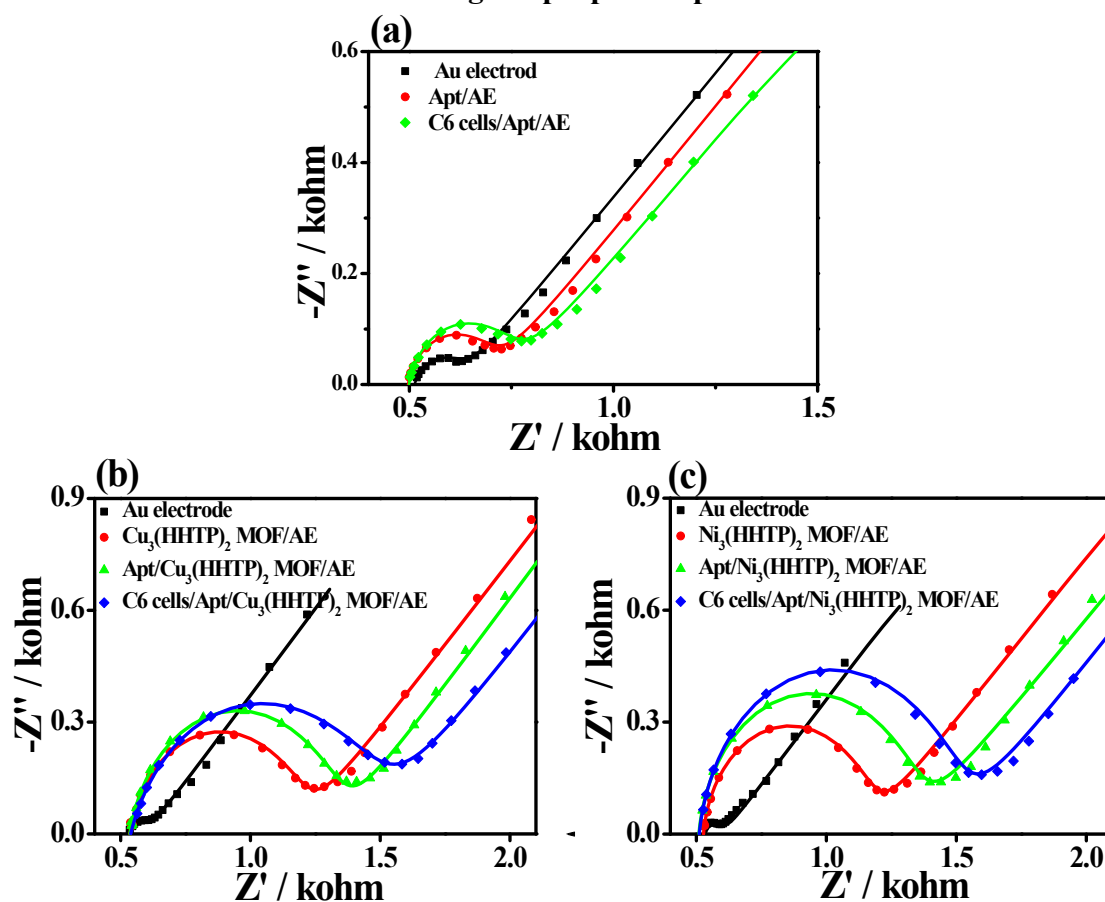 (a)
Au electrod
Apt/AE
C6 cells/Apt/AE
0.6
0.4
0.2
0.0
-Z'' / kohm
0.5 1.0 1.5
Z' / kohm
(b)
Au electrode
Cu3(HHTP)2 MOF/AE
Apt/Cu3(HHTP)2 MOF/AE
C6 cells/Apt/Cu3(HHTP)2 MOF/AE
0.9
0.6
0.3
0.0
-Z'' / kohm
0.5 1.0 1.5 2.0
Z' / kohm
(c)
Au electrode
Ni3(HHTP)2 MOF/AE
Apt/Ni3(HHTP)2 MOF/AE
C6 cells/Apt/Ni3(HHTP)2 MOF/AE
0.9
0.6
0.3
0.0
-Z'' / kohm
0.5 1.0 1.5 2.0
Z' / kohm